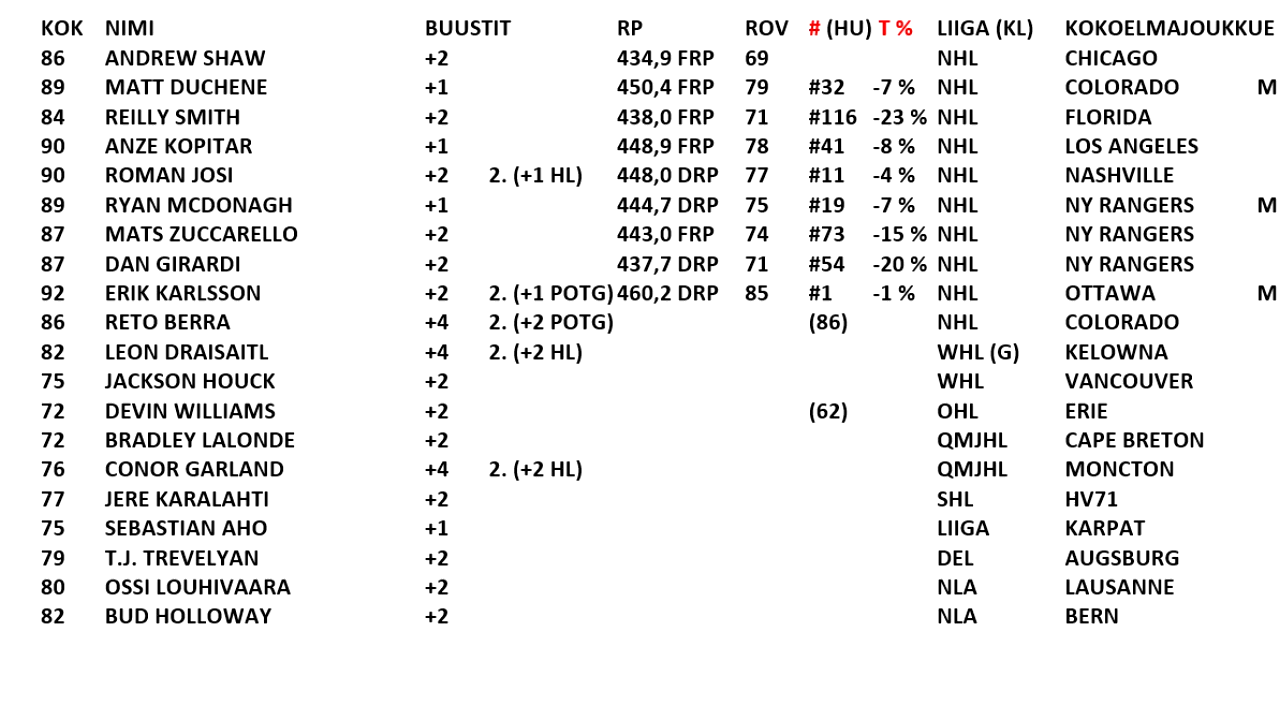 KOK NIMI BUUSTIT RP ROV # (HU) T % LIIGA (KL) KOKOELMAJOUKKUE
86 ANDREW SHAW +2 434,9 FRP 69 NHL CHICAGO
89 MATT DUCHENE +1 450,4 FRP 79 #32 -7 % NHL COLORADO M
84 REILLY SMITH +2 438,0 FRP 71 #116 -23 % NHL FLORIDA
90 ANZE KOPITAR +1 448,9 FRP 78 #41 -8 % NHL LOS ANGELES
90 ROMAN JOSI +2 2. (+1 HL) 448,0 DRP 77 #11 -4 % NHL NASHVILLE
89 RYAN MCDONAGH +1 444,7 DRP 75 #19 -7 % NHL NY RANGERS M
87 MATS ZUCCARELLO +2 443,0 FRP 74 #73 -15 % NHL NY RANGERS
87 DAN GIRARDI +2 437,7 DRP 71 #54 -20 % NHL NY RANGERS
92 ERIK KARLSSON +2 2. (+1 POTG) 460,2 DRP 85 #1 -1 % NHL OTTAWA M
86 RETO BERRA +4 2. (+2 POTG) (86) NHL COLORADO
82 LEON DRAISAITL +4 2. (+2 HL) WHL (G) KELOWNA
75 JACKSON HOUCK +2 WHL VANCOUVER
72 DEVIN WILLIAMS +2 (62) OHL ERIE
72 BRADLEY LALONDE +2 QMJHL CAPE BRETON
76 CONOR GARLAND +4 2. (+2 HL) QMJHL MONCTON
77 JERE KARALAHTI +2 SHL HV71
75 SEBASTIAN AHO +1 LIIGA KARPAT
79 T.J. TREVELYAN +2 DEL AUGSBURG
80 OSSI LOUHIVAARA +2 NLA LAUSANNE
82 BUD HOLLOWAY +2 NLA BERN